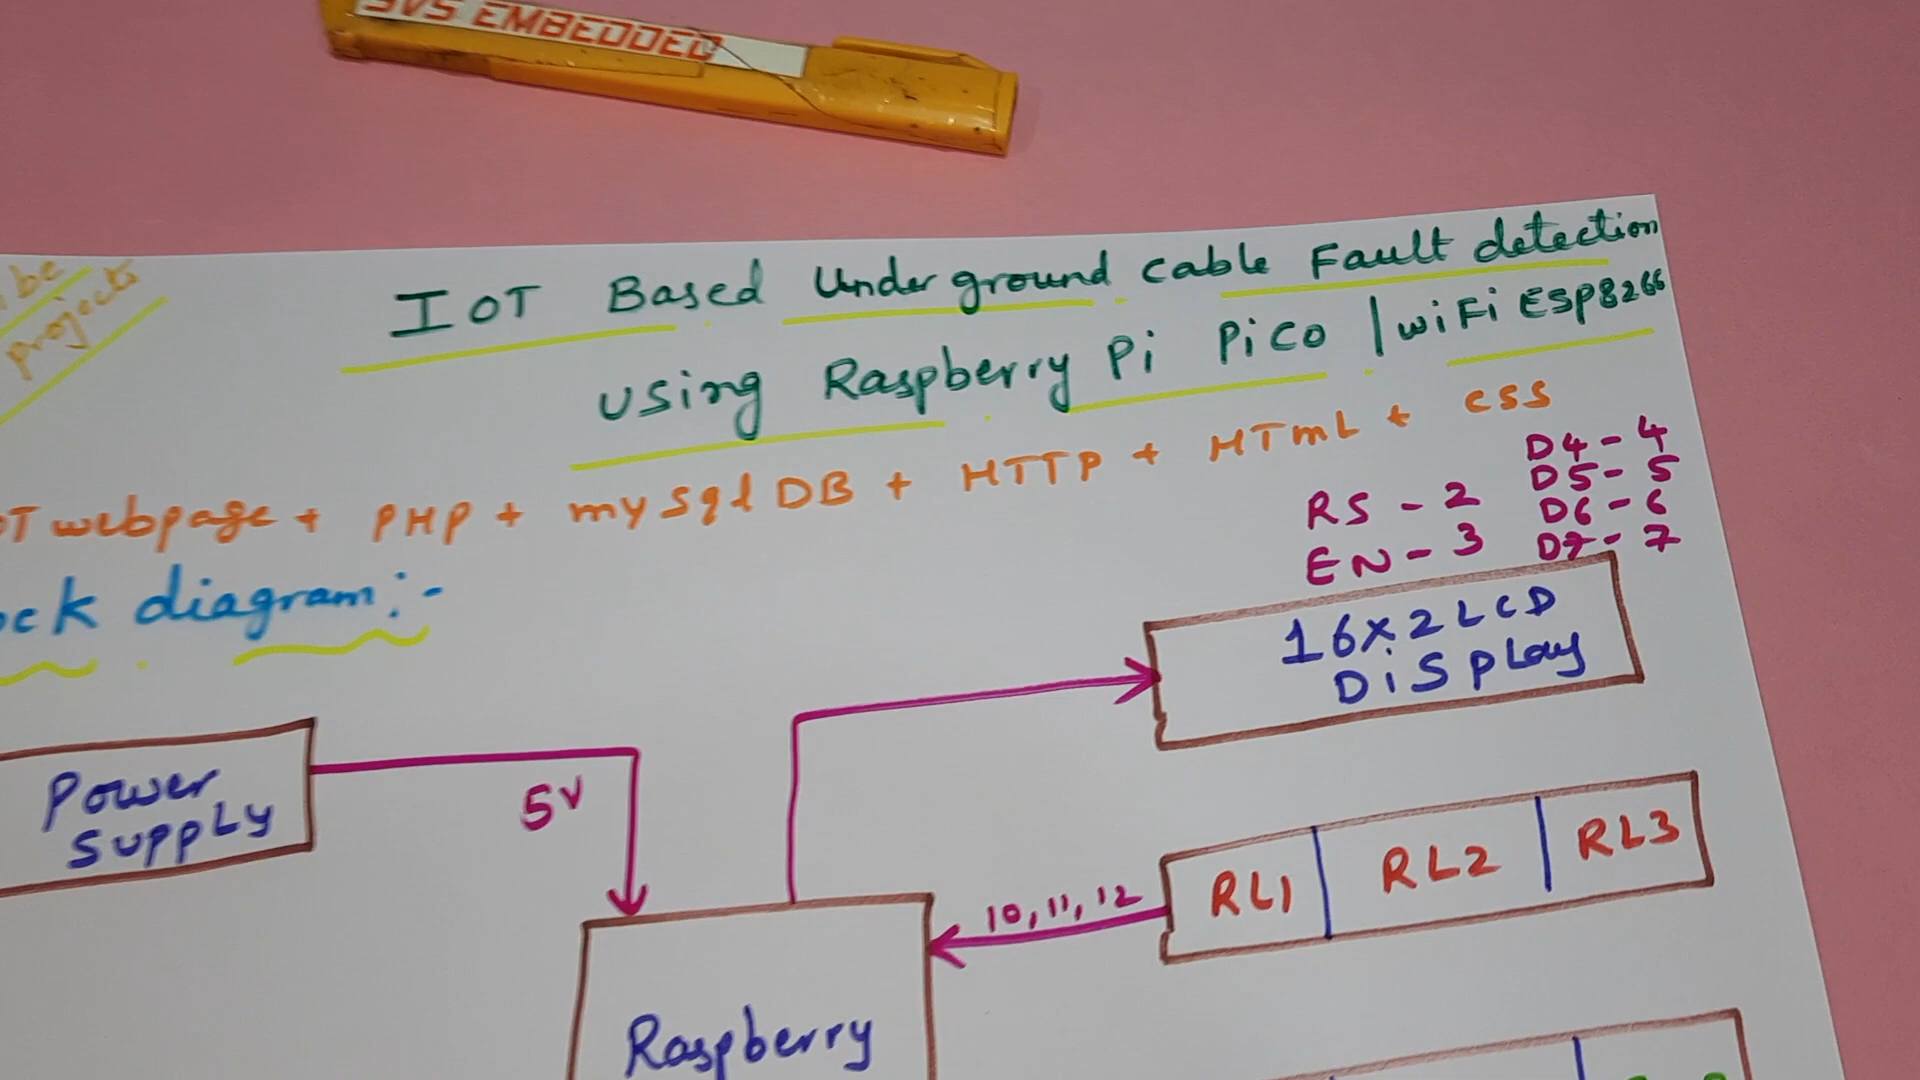 SVS EMBEDDED
be
projects
IoT Based Underground cable Fault detection
using Raspberry Pi Pico / WiFi ESP8266
webpage + PHP + mysql DB + HTTP + HTmL + css
RS - 2
EN - 3
D4 - 4
D5 - 5
D6 - 6
D7 - 7
diagram:-
16x2 LCD
DiSplay
Power
Supply
5V
RL1 RL2 RL3
10, 11, 12
Raspberry